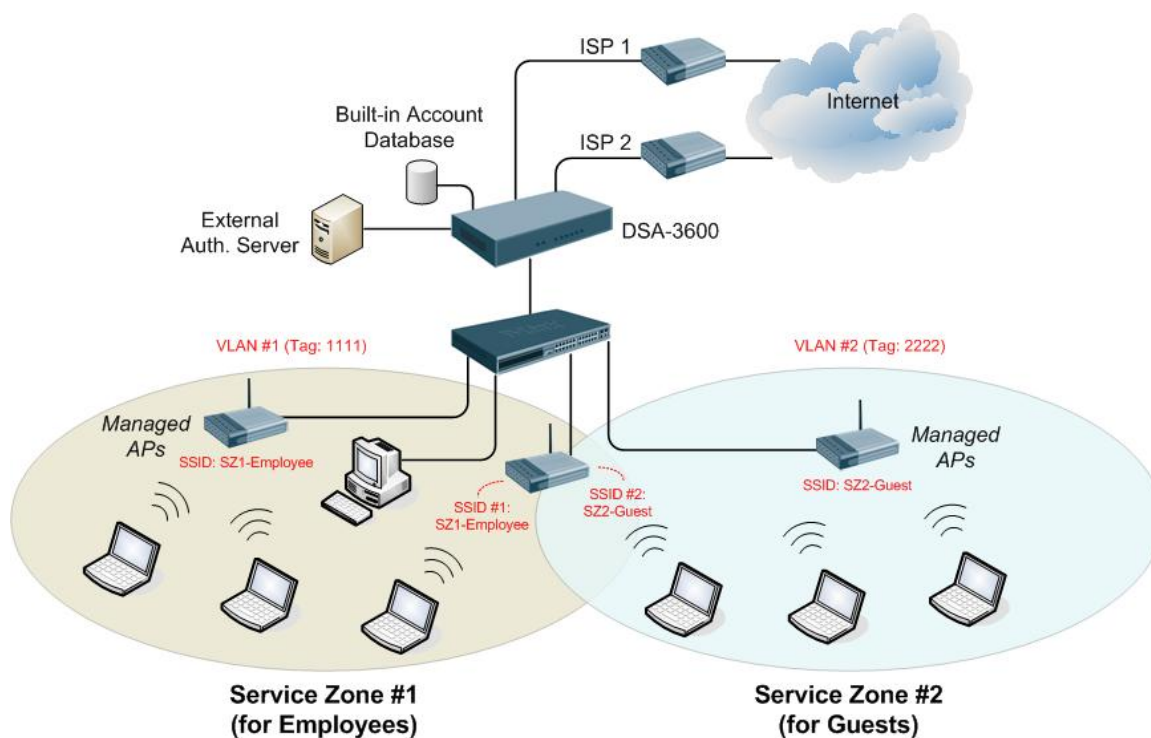 ISP 1
Internet
Built-in Account
Database
ISP 2
External
Auth. Server
DSA-3600
VLAN #1 (Tag: 1111)
VLAN #2 (Tag: 2222)
Managed
APs
SSID: SZ1-Employee
SSID #1:
SZ1-Employee
SSID #2:
SZ2-Guest
Managed
APs
SSID: SZ2-Guest
Service Zone #1
(for Employees)
Service Zone #2
(for Guests)